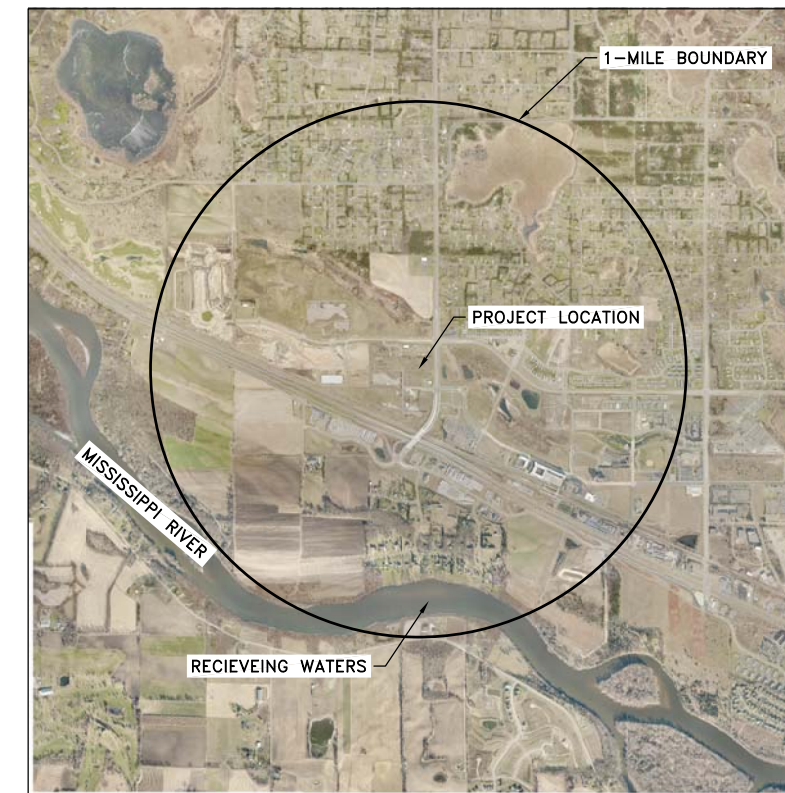 1-MILE BOUNDARY
PROJECT LOCATION
MISSISSIPPI RIVER
RECIEVEING WATERS